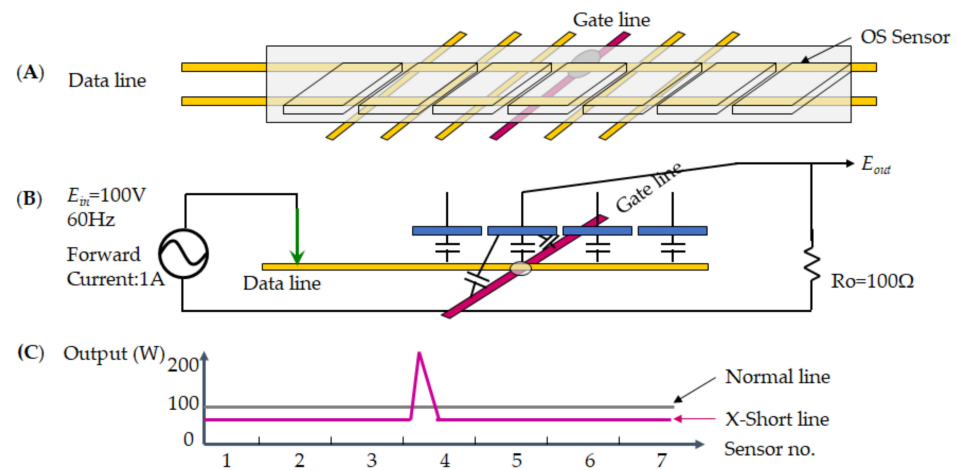 Gate line
OS Sensor
(A) Data line
(B) E_in=100V
60Hz
Forward
Current:1A
Data line
Gate line
E_out
Ro=100Ω
(C) Output (W)
200
100
0
Normal line
X-Short line
1 2 3 4 5 6 7 Sensor no.